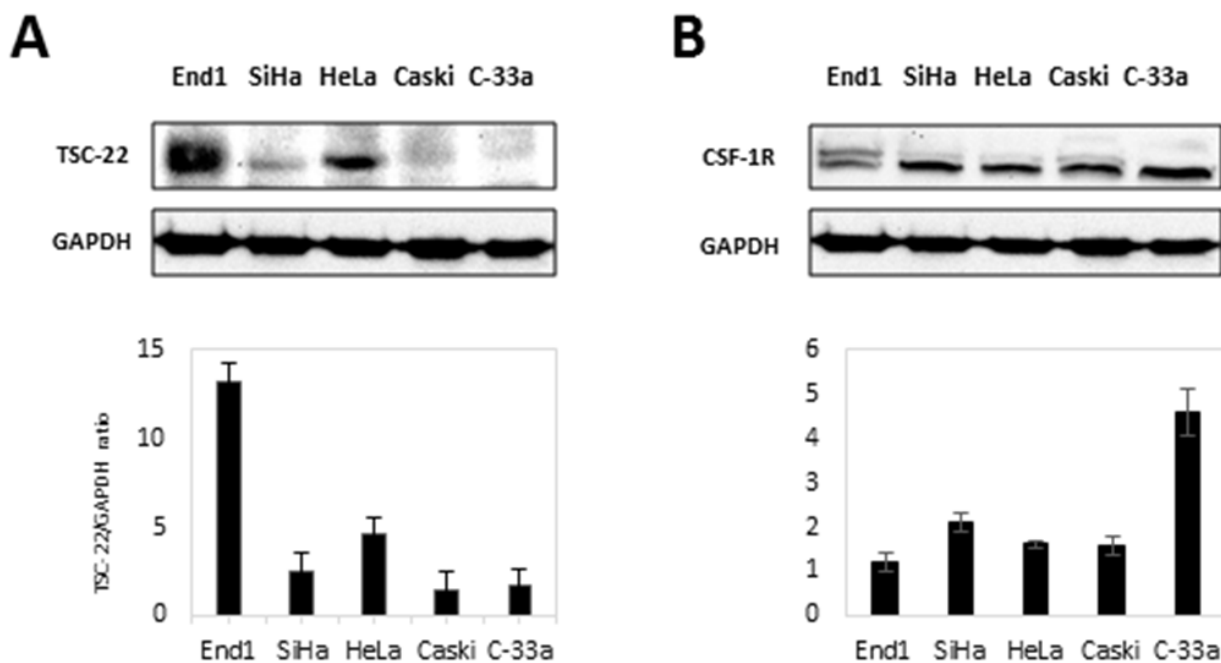 A
End1 SiHa HeLa Caski C-33a
TSC-22
GAPDH
15
10
5
0
TSC-22/GAPDH ratio
End1 SiHa HeLa Caski C-33a
B
End1 SiHa HeLa Caski C-33a
CSF-1R
GAPDH
6
5
4
3
2
1
0
End1 SiHa HeLa Caski C-33a